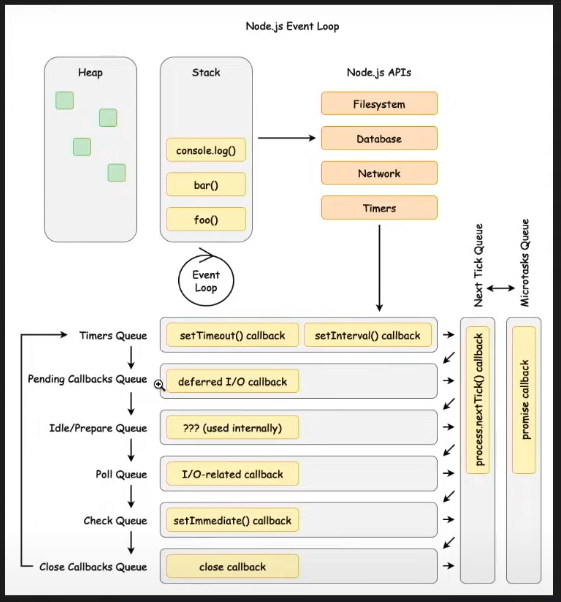 Node.js Event Loop
Heap
Stack
Node.js APIs
Filesystem
console.log()
Database
bar()
Network
foo()
Timers
Event
Loop
Next Tick Queue
Microtasks Queue
Timers Queue
setTimeout() callback
setInterval() callback
Pending Callbacks Queue
deferred I/O callback
Idle/Prepare Queue
??? (used internally)
Poll Queue
I/O-related callback
Check Queue
setImmediate() callback
Close Callbacks Queue
close callback
process.nextTick() callback
promise callback